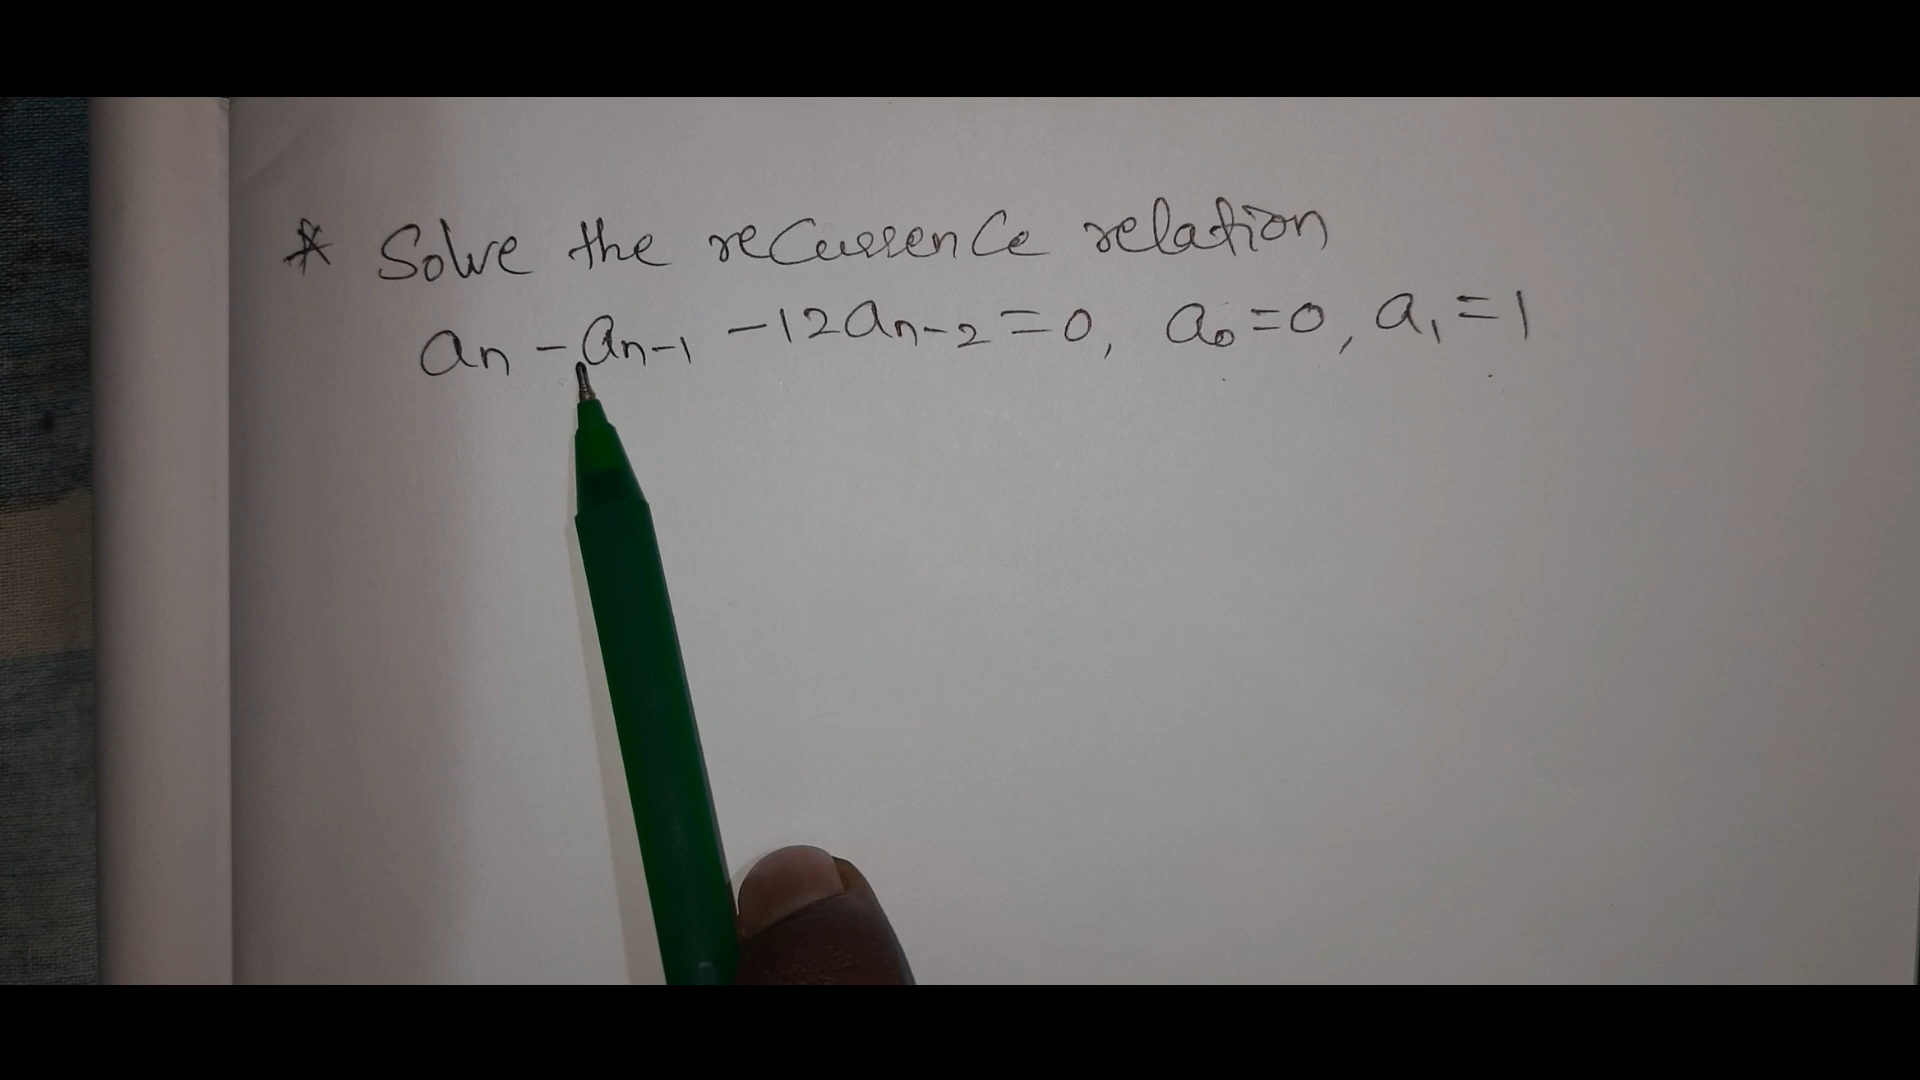 * Solve the recurrence relation
an - an-1 - 12an-2 = 0, a0 = 0, a1 = 1